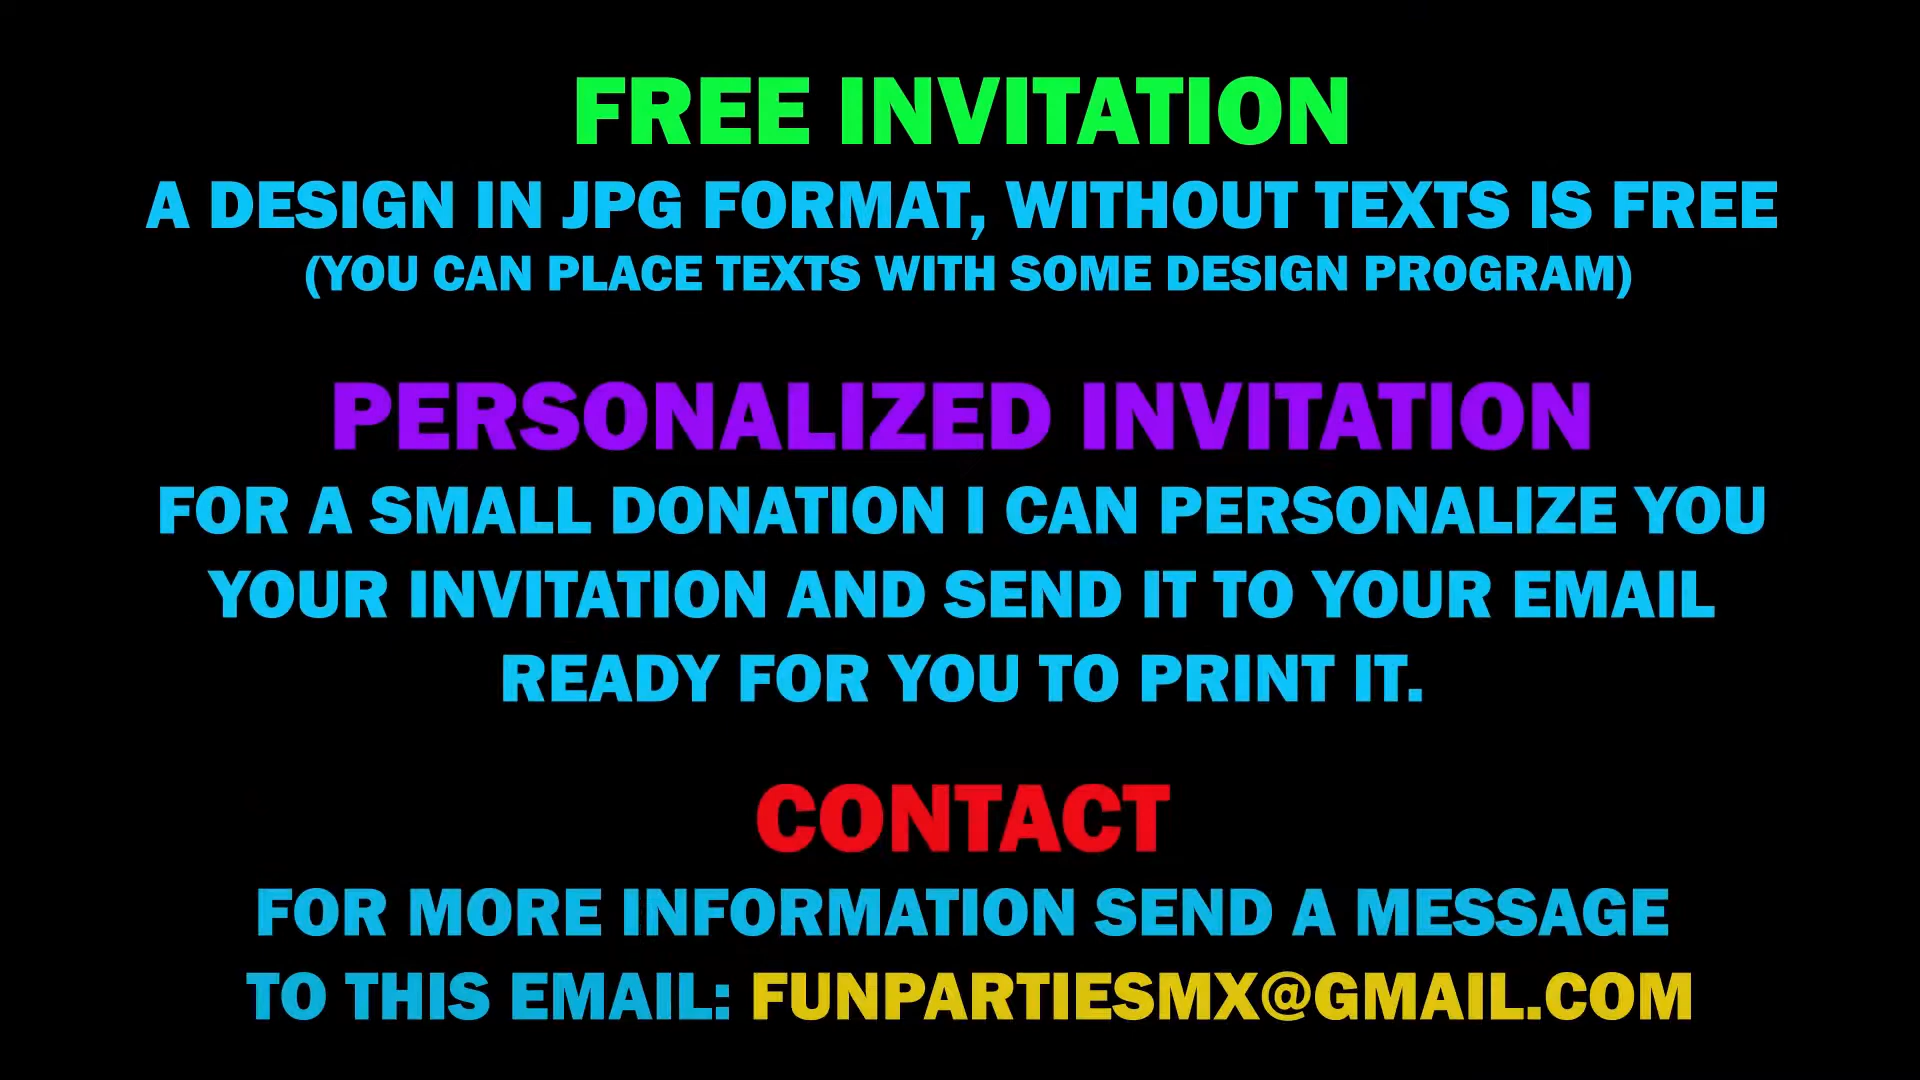 FREE INVITATION
A DESIGN IN JPG FORMAT, WITHOUT TEXTS IS FREE
(YOU CAN PLACE TEXTS WITH SOME DESIGN PROGRAM)
PERSONALIZED INVITATION
FOR A SMALL DONATION I CAN PERSONALIZE YOU
YOUR INVITATION AND SEND IT TO YOUR EMAIL
READY FOR YOU TO PRINT IT.
CONTACT
FOR MORE INFORMATION SEND A MESSAGE
TO THIS EMAIL: FUNPARTIESMX@GMAIL.COM